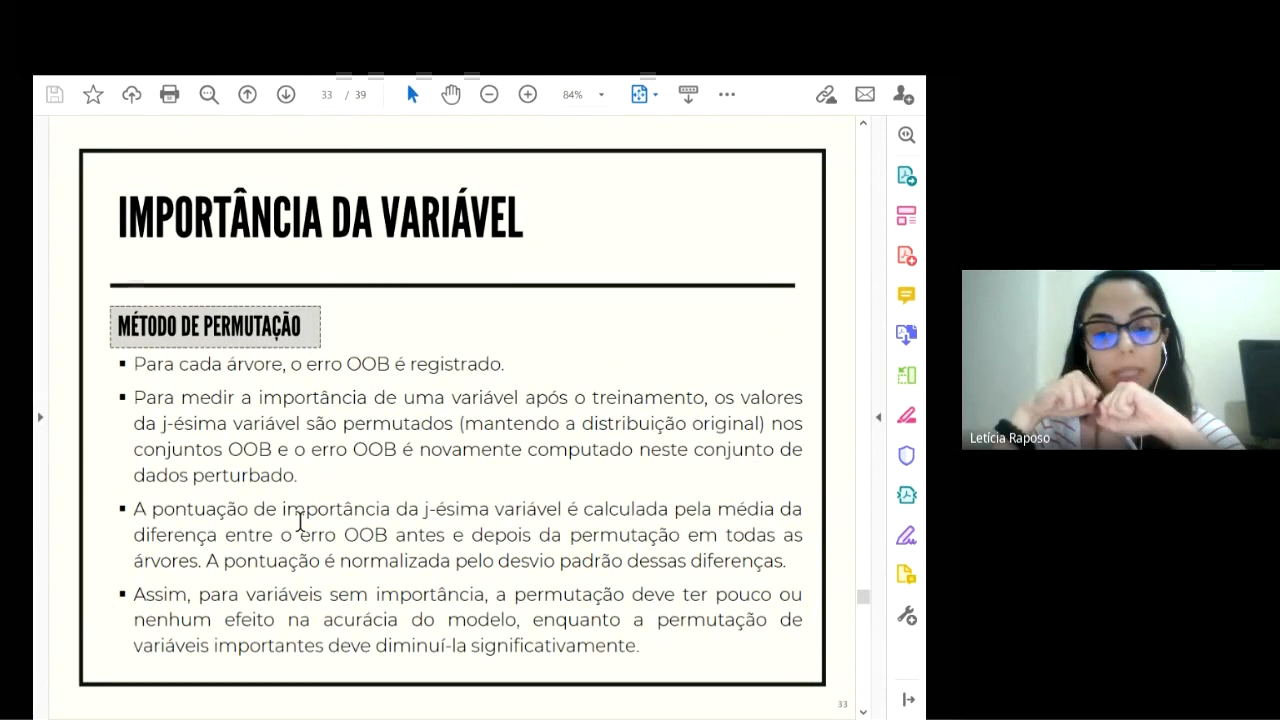 33 / 39
84%
IMPORTÂNCIA DA VARIÁVEL
MÉTODO DE PERMUTAÇÃO
▪ Para cada árvore, o erro OOB é registrado.
▪ Para medir a importância de uma variável após o treinamento, os valores
da j-ésima variável são permutados (mantendo a distribuição original) nos
conjuntos OOB e o erro OOB é novamente computado neste conjunto de
dados perturbado.
▪ A pontuação de importância da j-ésima variável é calculada pela média da
diferença entre o erro OOB antes e depois da permutação em todas as
árvores. A pontuação é normalizada pelo desvio padrão dessas diferenças.
▪ Assim, para variáveis sem importância, a permutação deve ter pouco ou
nenhum efeito na acurácia do modelo, enquanto a permutação de
variáveis importantes deve diminuí-la significativamente.
33
Letícia Raposo